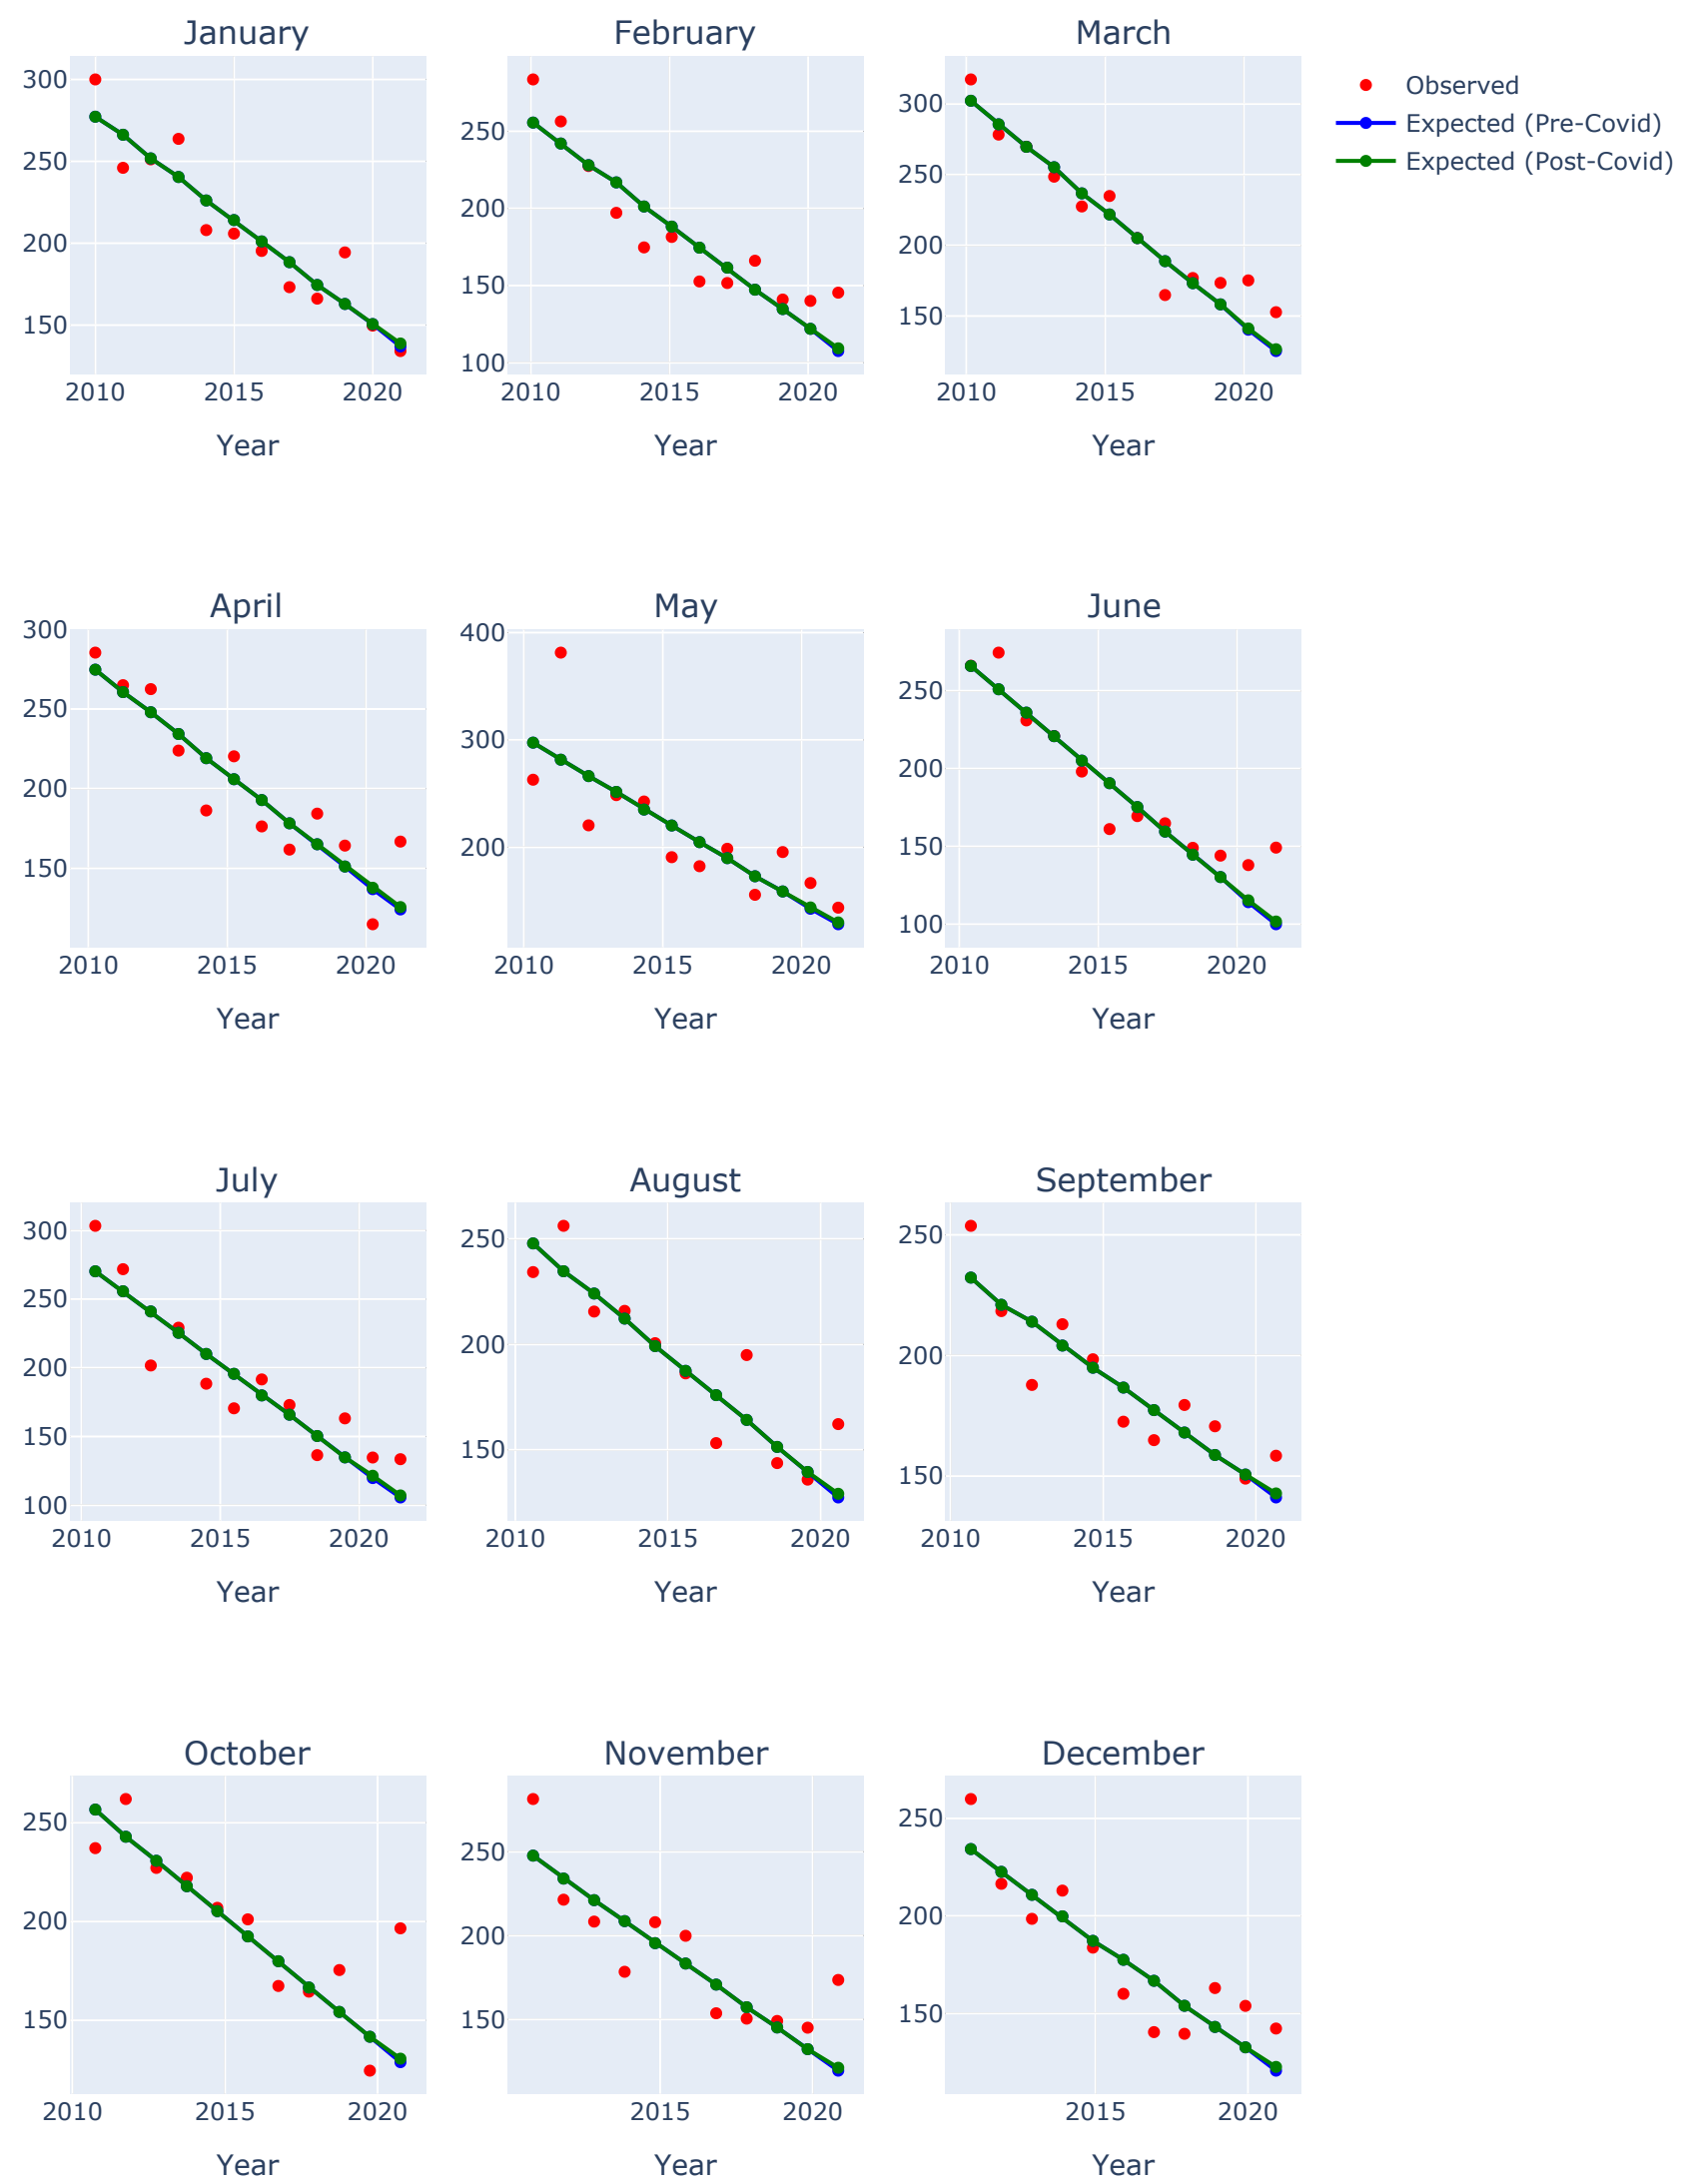 January
February
March
Observed
Expected (Pre-Covid)
Expected (Post-Covid)
300
250
200
150
2010
2015
2020
Year
250
200
150
100
2010
2015
2020
Year
300
250
200
150
2010
2015
2020
Year
April
May
June
300
250
200
150
2010
2015
2020
Year
400
300
200
2010
2015
2020
Year
250
200
150
100
2010
2015
2020
Year
July
August
September
300
250
200
150
100
2010
2015
2020
Year
250
200
150
2010
2015
2020
Year
250
200
150
2010
2015
2020
Year
October
November
December
250
200
150
2010
2015
2020
Year
250
200
150
2015
2020
Year
250
200
150
2015
2020
Year